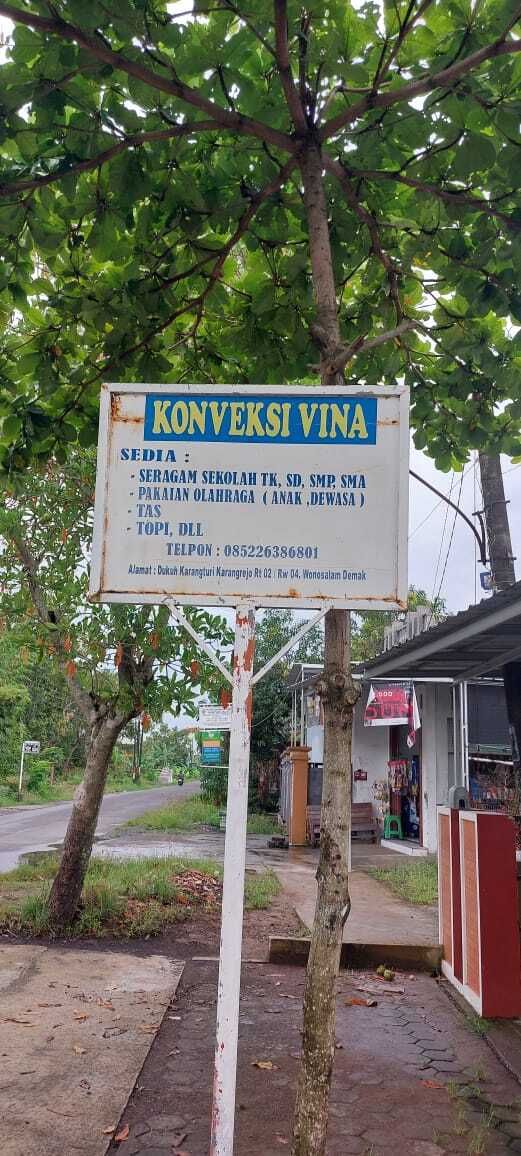 KONVEKSI VINA
SEDIA :
- SERAGAM SEKOLAH TK, SD, SMP, SMA
- PAKAIAN OLAHRAGA ( ANAK ,DEWASA )
- TAS
- TOPI, DLL
TELPON : 085226386801
Alamat : Dukuh Karangturi Karangrejo Rt 02 / Rw 04, Wonosalam Demak